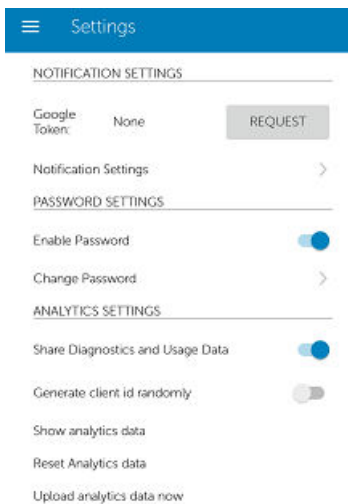 Settings
NOTIFICATION SETTINGS
Google
Token:
None
REQUEST
Notification Settings
PASSWORD SETTINGS
Enable Password
Change Password
ANALYTICS SETTINGS
Share Diagnostics and Usage Data
Generate client id randomly
Show analytics data
Reset Analytics data
Upload analytics data now